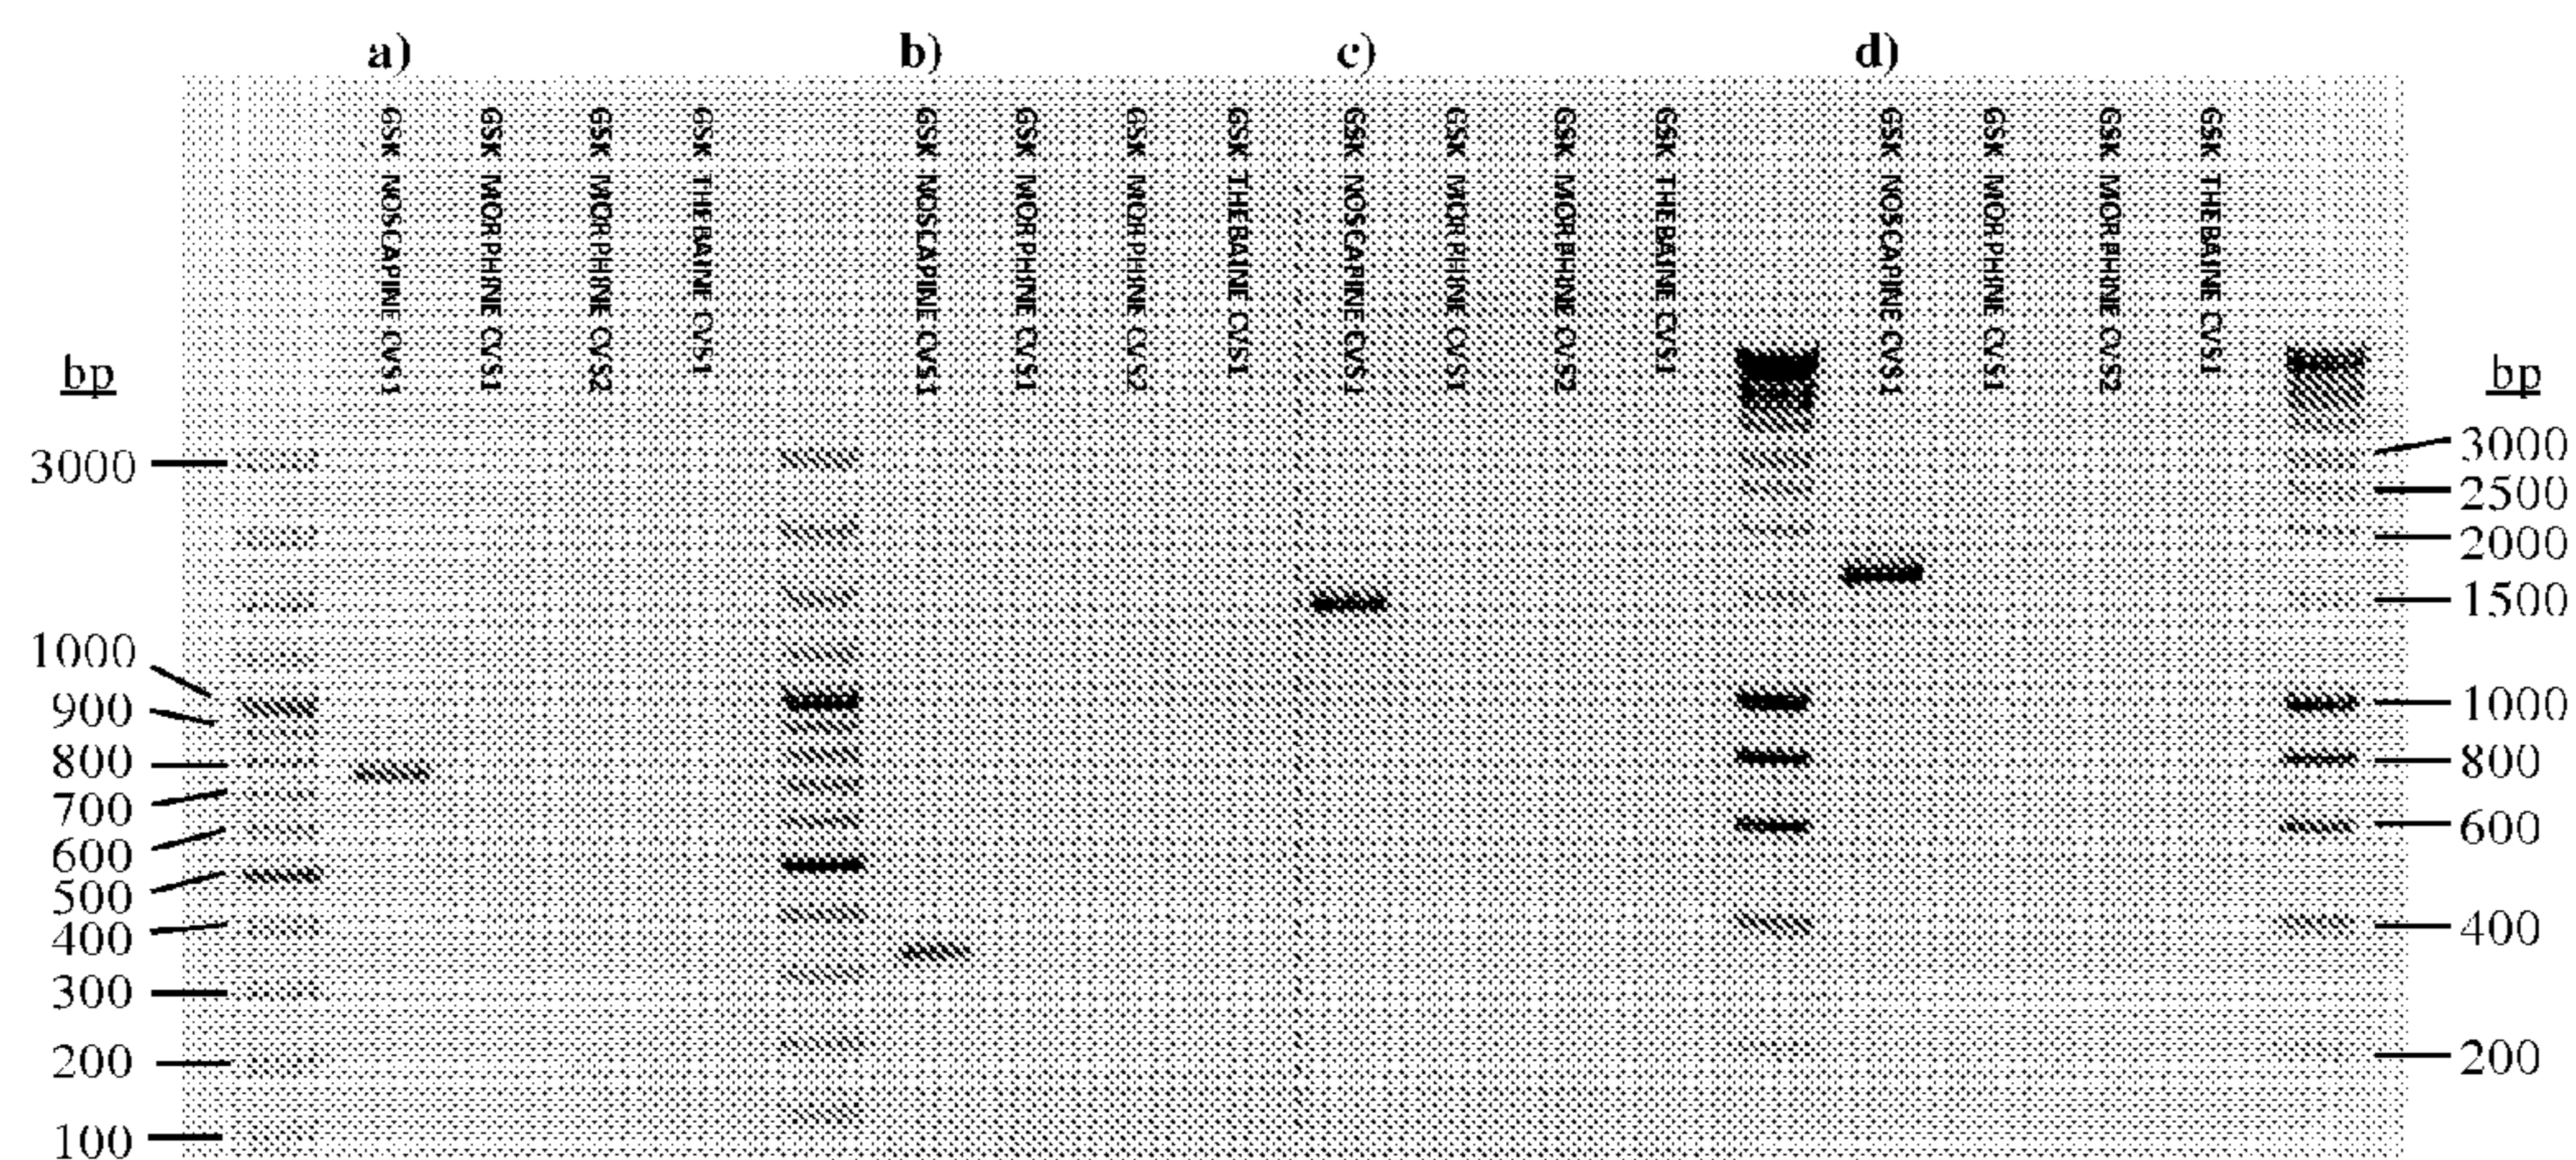 a) b) c) d)
GSK NOSCAPINE CVS1
GSK MORPHINE CVS1
GSK MORPHINE CVS2
GSK THEBAINE CVS1
GSK NOSCAPINE CVS1
GSK MORPHINE CVS1
GSK MORPHINE CVS2
GSK THEBAINE CVS1
GSK NOSCAPINE CVS1
GSK MORPHINE CVS1
GSK MORPHINE CVS2
GSK THEBAINE CVS1
GSK NOSCAPINE CVS1
GSK MORPHINE CVS1
GSK MORPHINE CVS2
GSK THEBAINE CVS1
bp
3000
1000
900
800
700
600
500
400
300
200
100
bp
3000
2500
2000
1500
1000
800
600
400
200